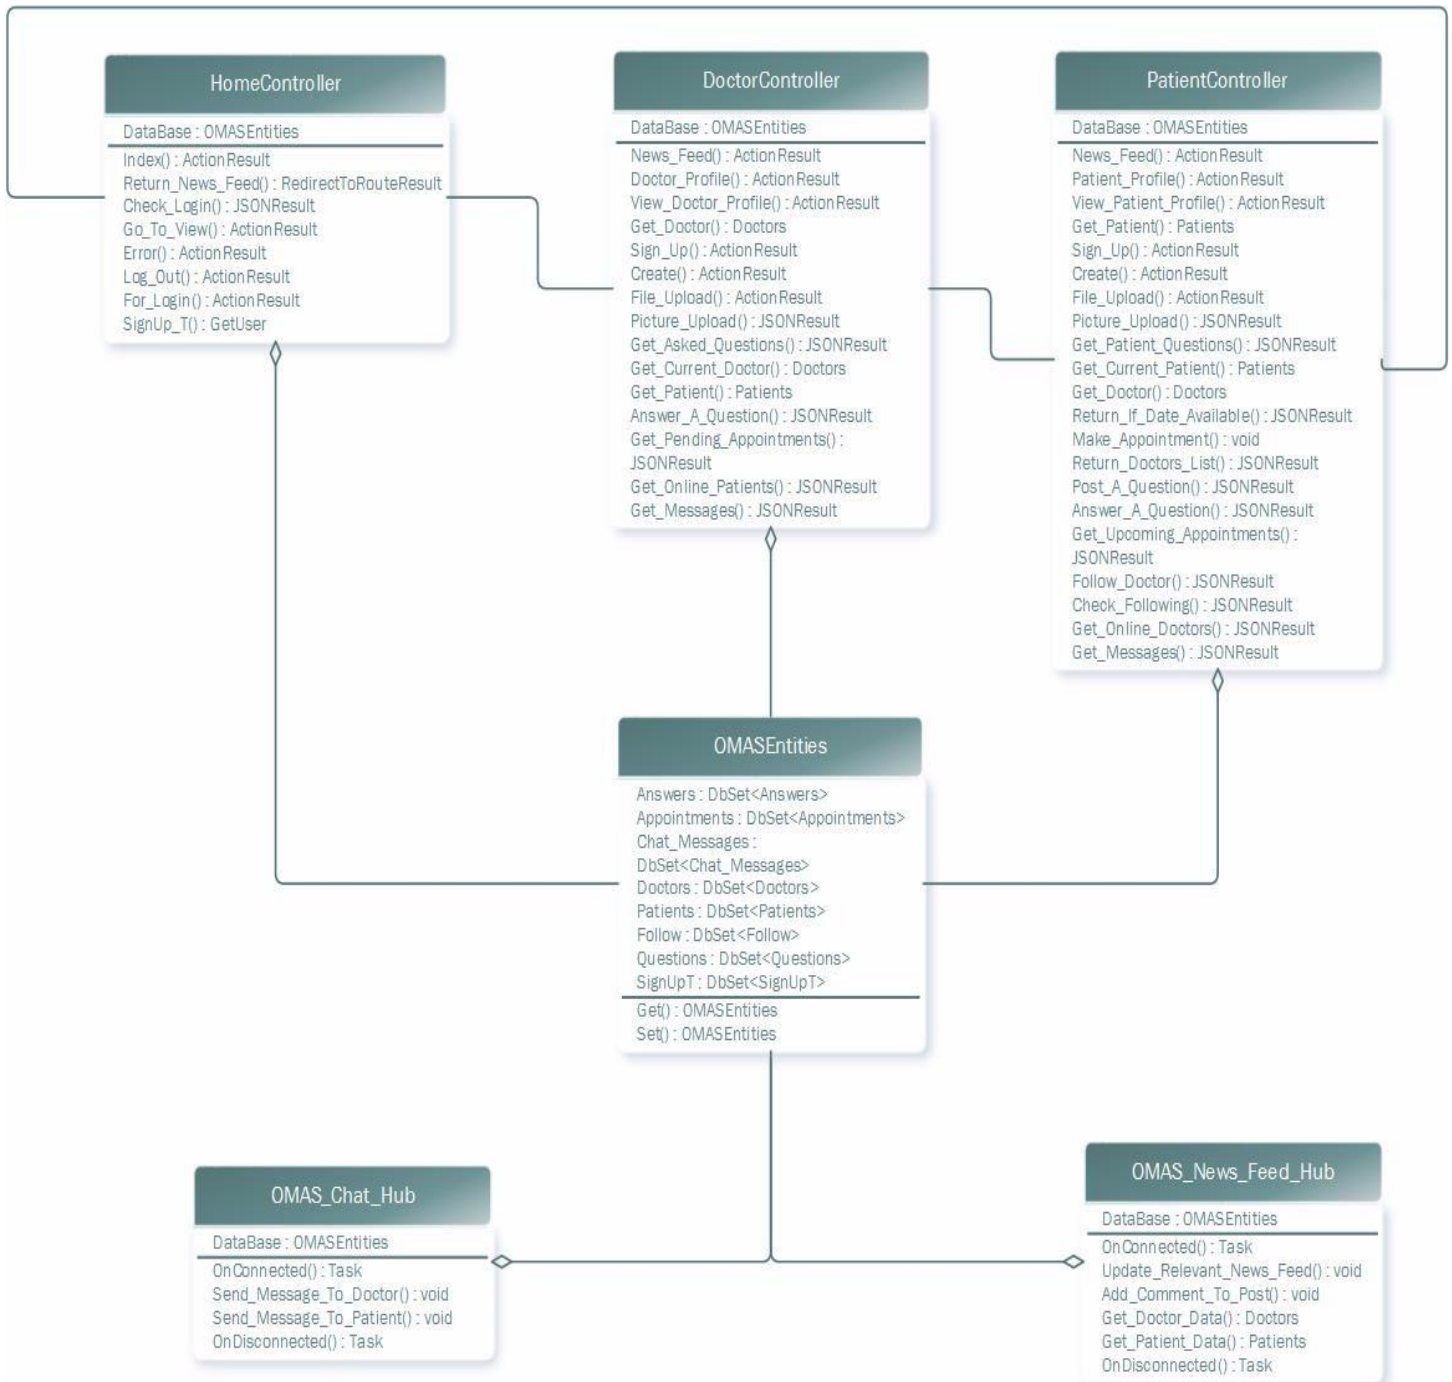 HomeController
DataBase : OMASEntities
Index() : ActionResult
Return_News_Feed() : RedirectToRouteResult
Check_Login() : JSONResult
Go_To_View() : ActionResult
Error() : ActionResult
Log_Out() : ActionResult
For_Login() : ActionResult
SignUp_T() : GetUser
DoctorController
DataBase : OMASEntities
News_Feed() : ActionResult
Doctor_Profile() : ActionResult
View_Doctor_Profile() : ActionResult
Get_Doctor() : Doctors
Sign_Up() : ActionResult
Create() : ActionResult
File_Upload() : ActionResult
Picture_Upload() : JSONResult
Get_Asked_Questions() : JSONResult
Get_Current_Doctor() : Doctors
Get_Patient() : Patients
Answer_A_Question() : JSONResult
Get_Pending_Appointments() :
JSONResult
Get_Online_Patients() : JSONResult
Get_Messages() : JSONResult
PatientController
DataBase : OMASEntities
News_Feed() : ActionResult
Patient_Profile() : ActionResult
View_Patient_Profile() : ActionResult
Get_Patient() : Patients
Sign_Up() : ActionResult
Create() : ActionResult
File_Upload() : ActionResult
Picture_Upload() : JSONResult
Get_Patient_Questions() : JSONResult
Get_Current_Patient() : Patients
Get_Doctor() : Doctors
Return_If_Date_Available() : JSONResult
Make_Appointment() : void
Return_Doctors_List() : JSONResult
Post_A_Question() : JSONResult
Answer_A_Question() : JSONResult
Get_Upcoming_Appointments() :
JSONResult
Follow_Doctor() : JSONResult
Check_Following() : JSONResult
Get_Online_Doctors() : JSONResult
Get_Messages() : JSONResult
OMASEntities
Answers : DbSet<Answers>
Appointments : DbSet<Appointments>
Chat_Messages :
DbSet<Chat_Messages>
Doctors : DbSet<Doctors>
Patients : DbSet<Patients>
Follow : DbSet<Follow>
Questions : DbSet<Questions>
SignUpT : DbSet<SignUpT>
Get() : OMASEntities
Set() : OMASEntities
OMAS_Chat_Hub
DataBase : OMASEntities
OnConnected() : Task
Send_Message_To_Doctor() : void
Send_Message_To_Patient() : void
OnDisconnected() : Task
OMAS_News_Feed_Hub
DataBase : OMASEntities
OnConnected() : Task
Update_Relevant_News_Feed() : void
Add_Comment_To_Post() : void
Get_Doctor_Data() : Doctors
Get_Patient_Data() : Patients
OnDisconnected() : Task